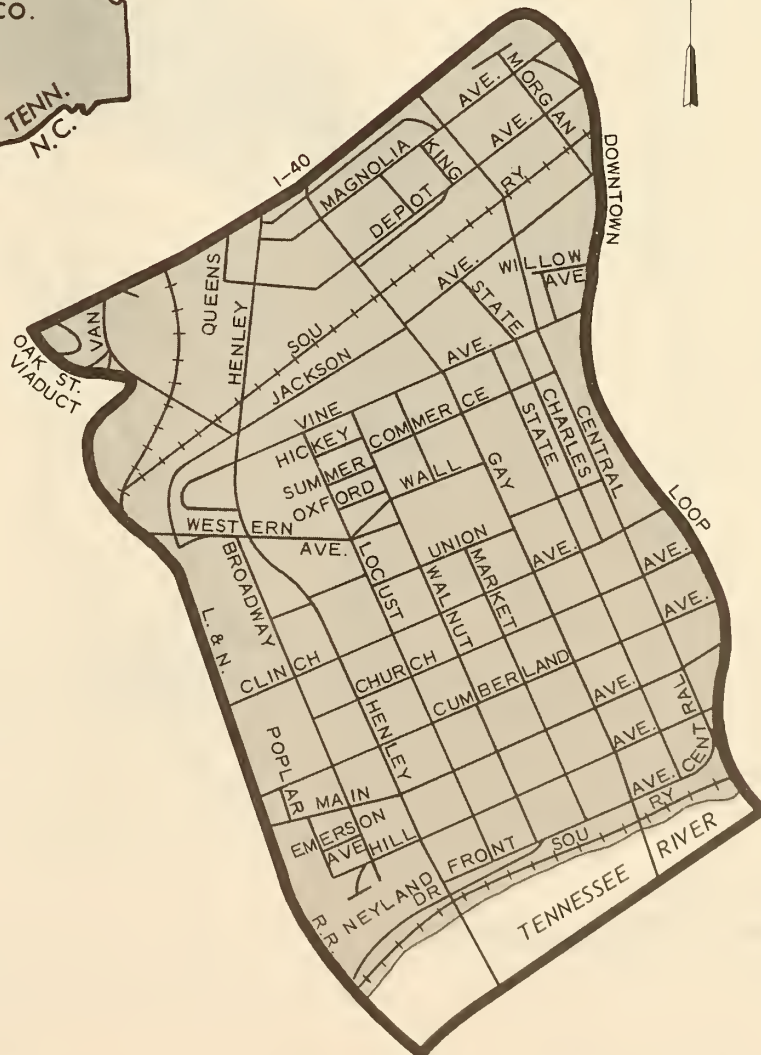 CO.
TENN.
N.C.
I-40
MAGNOLIA AVE.
MORGAN
KING
DEPOT AVE.
SOU RY
DOWNTOWN
LOOP
QUEENS
HENLEY
VAN
OAK ST.
VIADUCT
JACKSON AVE.
WILLOW
AVE
STATE
VINE AVE.
HICKEY
SUMMER
OXFORD
COMMERCE
WALL
GAY
STATE
CHARLES
CENTRAL
WESTERN
AVE.
BROADWAY
LOCIUST
UNION AVE.
WALNUT
MARKET
L. & N.
R.R.
CLINCH AVE.
CHURCH AVE.
CUMBERLAND AVE.
HENLEY
POPLAR
MAIN AVE.
EMERSON
AVE
HILL AVE.
CENTRAL
FRONT
NEYLAND
DR
SOU RY
TENNESSEE RIVER